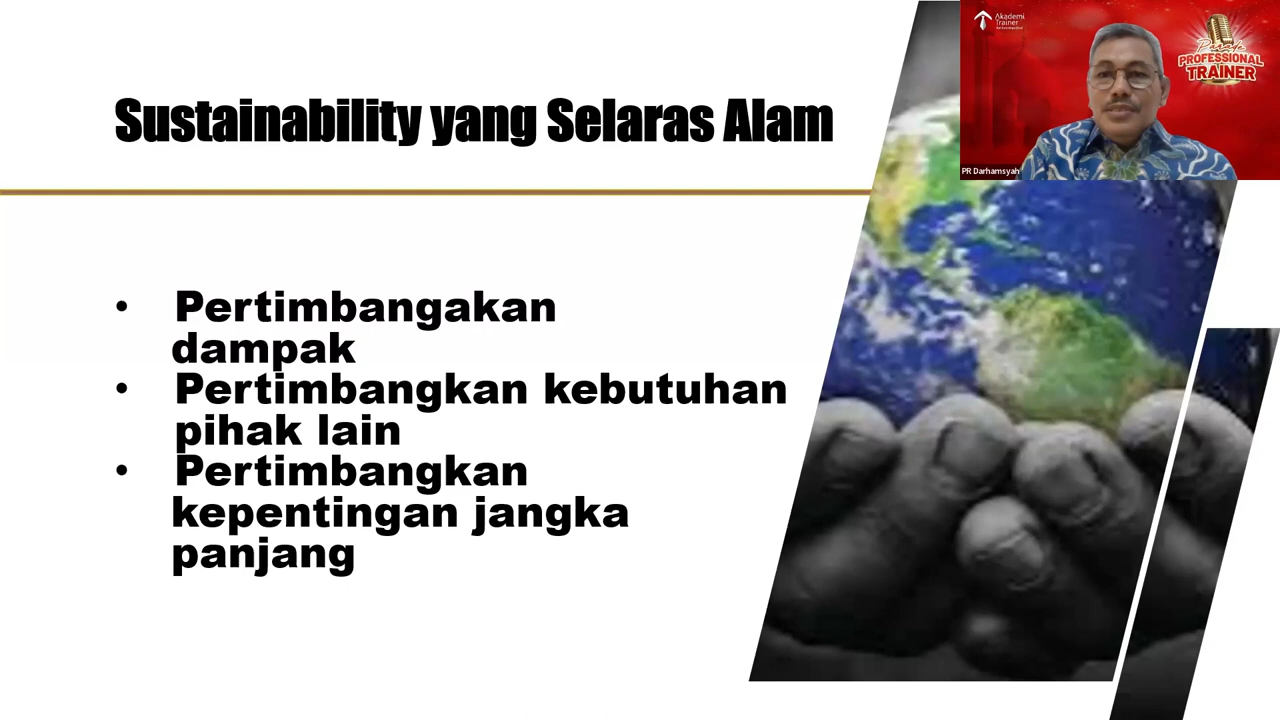 Sustainability yang Selaras Alam
• Pertimbangakan
dampak
• Pertimbangkan kebutuhan
pihak lain
• Pertimbangkan
kepentingan jangka
panjang
Akademi
Trainer
Parade
PROFESSIONAL
TRAINER
PR Darhamsyah